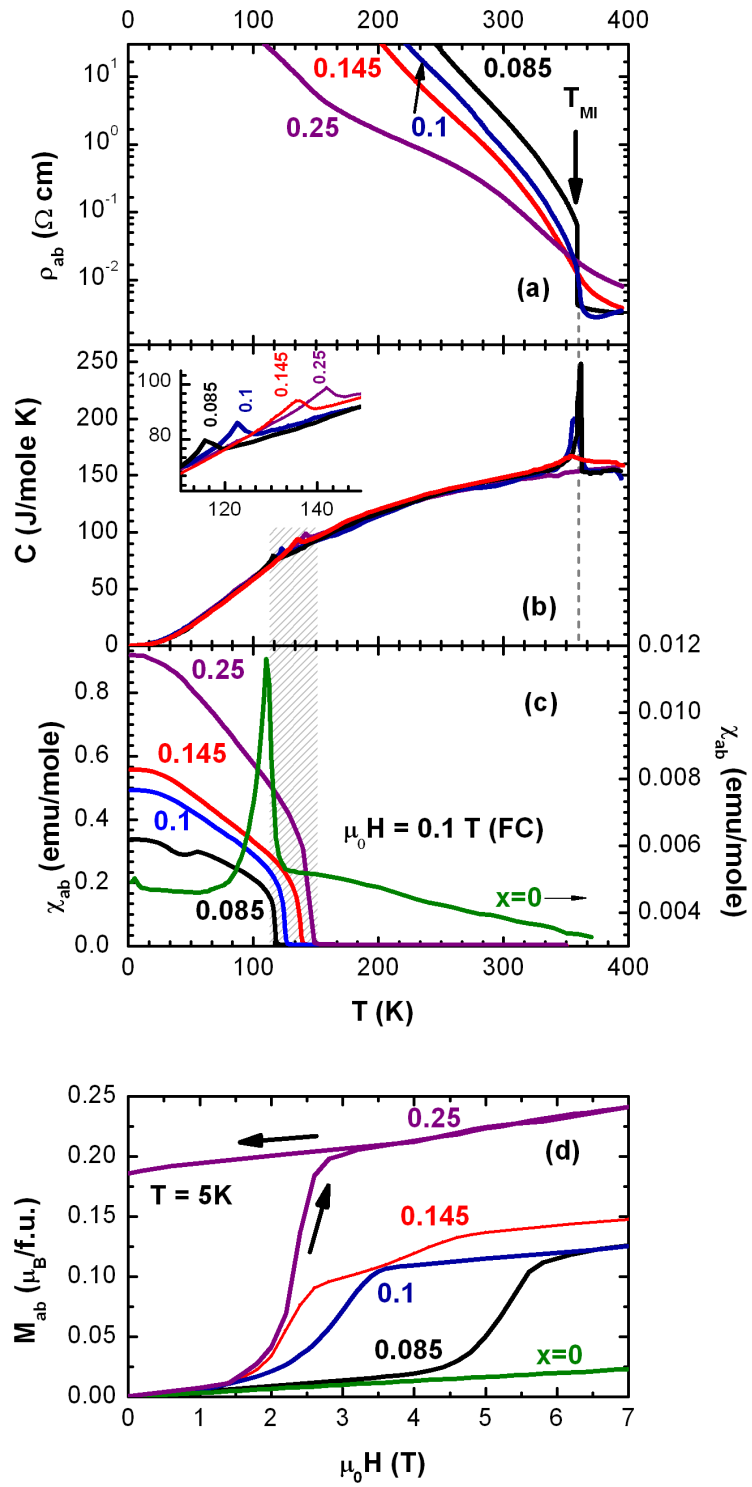 0 100 200 300 400
10¹
10⁰
10⁻¹
10⁻²
ρab (Ω cm)
0.25
0.145
0.1
0.085
TMI
(a)
250
200
150
100
50
0
C (J/mole K)
100
80
120 140
0.085
0.1
0.145
0.25
(b)
0.8
0.6
0.4
0.2
0.0
χab (emu/mole)
0.012
0.010
0.008
0.006
0.004
χab (emu/mole)
0.25
(c)
0.145
0.1
μ0H = 0.1 T (FC)
0.085
x=0
0 100 200 300 400
T (K)
0.25
0.20
0.15
0.10
0.05
0.00
Mab (μB/f.u.)
0.25
(d)
T = 5K
0.145
0.1
0.085
x=0
0 1 2 3 4 5 6 7
μ0H (T)